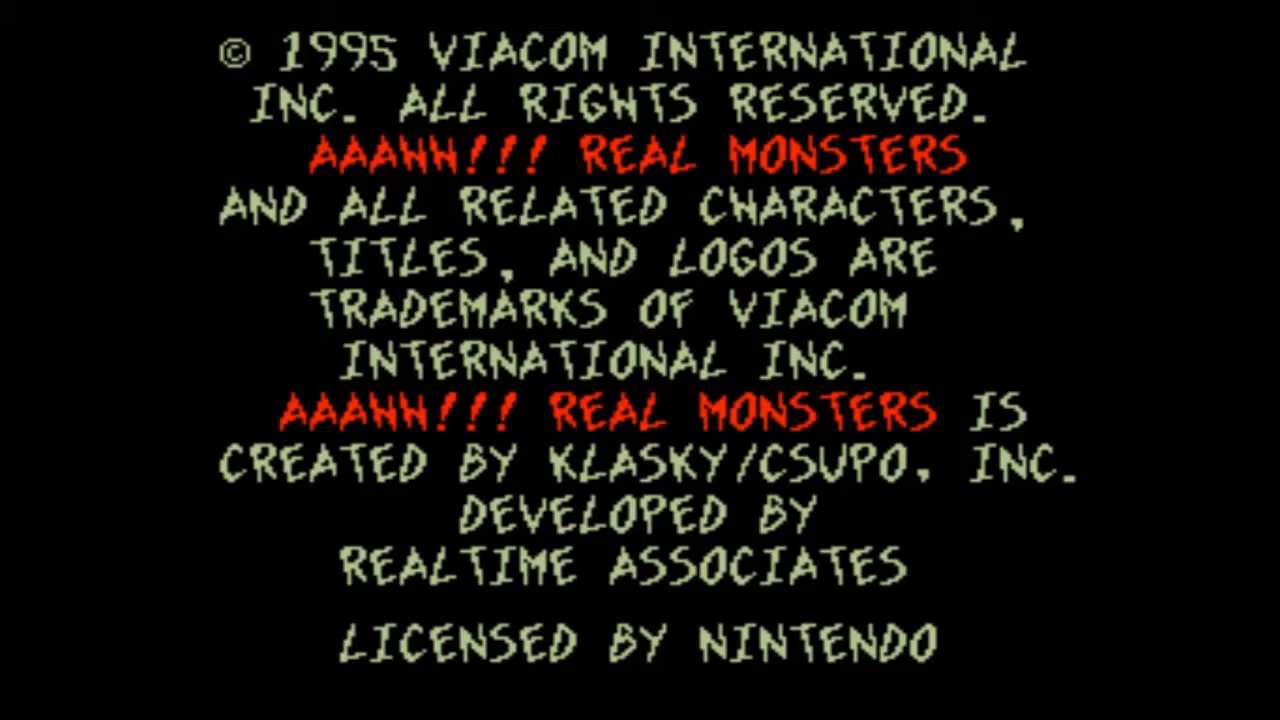 © 1995 VIACOM INTERNATIONAL
INC. ALL RIGHTS RESERVED.
AAAHH!!! REAL MONSTERS
AND ALL RELATED CHARACTERS,
TITLES, AND LOGOS ARE
TRADEMARKS OF VIACOM
INTERNATIONAL INC.
AAAHH!!! REAL MONSTERS IS
CREATED BY KLASKY/CSUPO, INC.
DEVELOPED BY
REALTIME ASSOCIATES
LICENSED BY NINTENDO